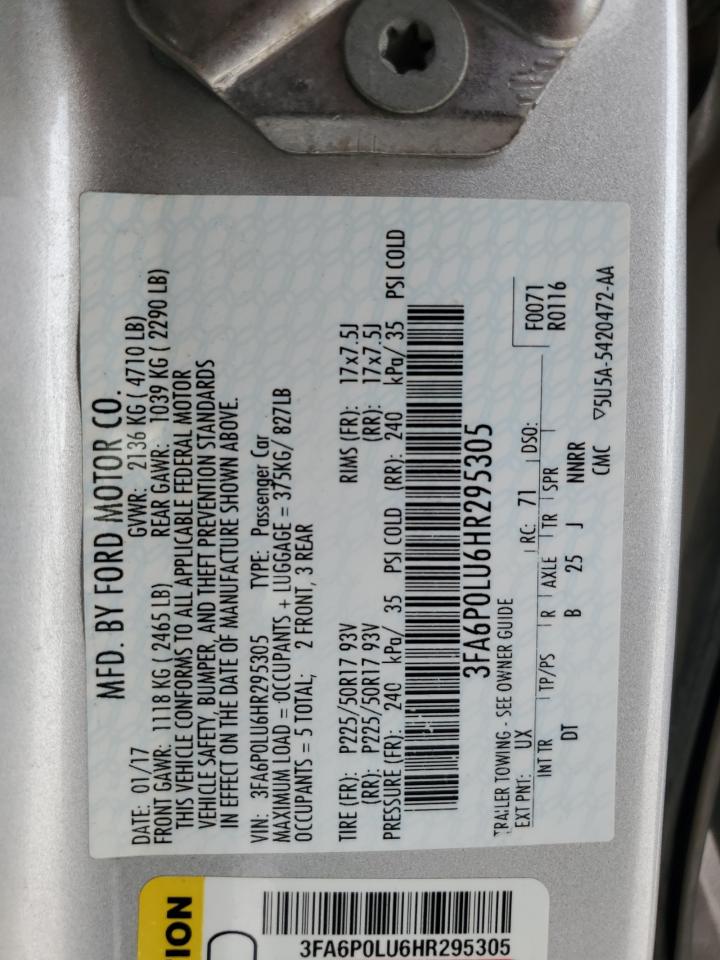 MFD. BY FORD MOTOR CO.
DATE: 01/17 GVWR: 2136 KG ( 4710 LB)
FRONT GAWR: 1118 KG ( 2465 LB) REAR GAWR: 1039 KG ( 2290 LB)
THIS VEHICLE CONFORMS TO ALL APPLICABLE FEDERAL MOTOR
VEHICLE SAFETY, BUMPER, AND THEFT PREVENTION STANDARDS
IN EFFECT ON THE DATE OF MANUFACTURE SHOWN ABOVE.
VIN: 3FA6P0LU6HR295305 TYPE: Passenger Car
MAXIMUM LOAD = OCCUPANTS + LUGGAGE = 375KG/ 827LB
OCCUPANTS = 5 TOTAL; 2 FRONT, 3 REAR
TIRE (FR): P225/50R17 93V RIMS (FR): 17x7.5J
(RR): P225/50R17 93V (RR): 17x7.5J
PRESSURE (FR): 240 kPa/ 35 PSI COLD (RR): 240 kPa/ 35 PSI COLD
3FA6P0LU6HR295305
TRAILER TOWING - SEE OWNER GUIDE
EXT PNT: UX RC: 71 DSO: F0071
R0116
INT TR TP/PS R AXLE TR SPR
DT B 25 J NNRR
CMC ▽5U5A-5420472-AA
3FA6P0LU6HR295305